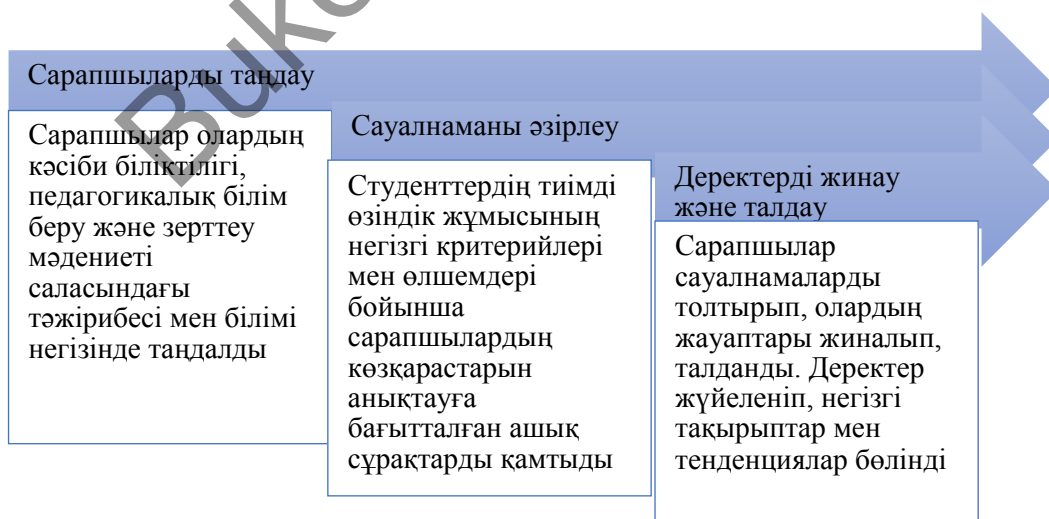 Сарапшыларды таңдау
Сарапшылар олардың
кәсіби біліктілігі,
педагогикалық білім
беру және зерттеу
мәдениеті
саласындағы
тәжірибесі мен білімі
негізінде таңдалды
Сауалнаманы әзірлеу
Студенттердің тиімді
өзіндік жұмысының
негізгі критерийлері
мен өлшемдері
бойынша
сарапшылардың
көзқарастарын
анықтауға
бағытталған ашық
сұрақтарды қамтыды
Деректерді жинау
және талдау
Сарапшылар
сауалнамаларды
толтырып, олардың
жауаптары жиналып,
талданды. Деректер
жүйеленіп, негізгі
тақырыптар мен
тенденциялар бөлінді